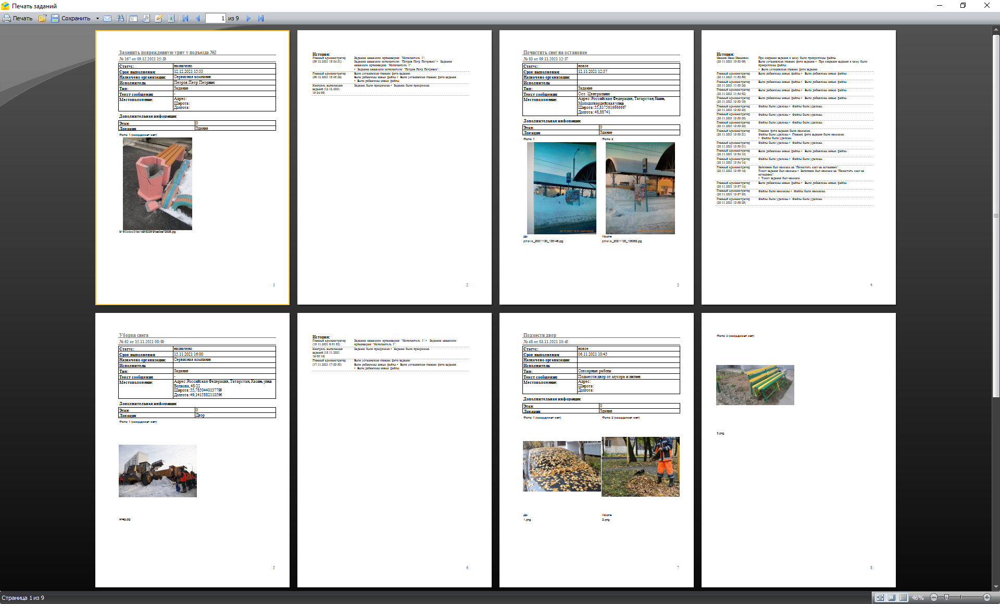 Печать заданий
Печать
Сохранить
1 из 9
Заменить поврежденную урну у подъезда №2
№ 167 от 09.12.2021 15:33
Статус: назначено
Срок выполнения 12.12.2021 15:33
Назначено организации: Сервисная компания
Исполнитель Петров Петр Петрович
Тип: Задание
Текст сообщения -
Местоположение: Адрес:
Широта:
Долгота:
Дополнительная информация
Этаж 0
Локация Здание
Фото 1 (координат нет)
1
История:
Главный администратор Задание назначили организации: "Исполнитель 1".
(09.12.2021 15:34:31) Задание назначили исполнителя: "Петров Петр Петрович". • Задание
назначили организации: "Исполнитель 1".
• Задание назначили исполнителя: "Петров Петр Петрович".
Главный администратор Было установлено главное фото задания.
(09.12.2021 15:35:26) Были добавлены новые файлы. • Было установлено главное фото задания.
• Были добавлены новые файлы.
Контроль выполнения Задание было просрочено. • Задание было просрочено.
заданий (12.12.2021
15:34:09)
2
Почистить снег на остановке
№ 83 от 09.11.2021 12:37
Статус: новое
Срок выполнения 12.11.2021 12:37
Назначено организации:
Исполнитель
Тип: Задание
Текст сообщения Ост. Центральная
Местоположение: Адрес: Российская Федерация, Татарстан, Казань,
Молодогвардейская улица
Широта: 55,8175616666667
Долгота: 48,88741
Дополнительная информация
Этаж 0
Локация Здание
Фото 1 Фото 2
До После
photo_20211120_135146.jpg photo_20211120_135252.jpg
3
История:
Иванов Иван Иванович При создании задания к нему были прикреплены файлы.
(20.11.2021 10:53:09) Было установлено главное фото задания. • При создании задания к нему были
прикреплены файлы.
• Было установлено главное фото задания.
Главный администратор Были добавлены новые файлы. • Были добавлены новые файлы.
(20.11.2021 11:52:59)
Главный администратор Были добавлены новые файлы. • Были добавлены новые файлы.
(20.11.2021 11:53:26)
Главный администратор Были добавлены новые файлы. • Были добавлены новые файлы.
(20.11.2021 11:54:02)
Главный администратор Были добавлены новые файлы. • Были добавлены новые файлы.
(20.11.2021 13:53:19)
Главный администратор Файлы были удалены. • Файлы были удалены.
(20.11.2021 13:53:20)
Главный администратор Файлы были удалены. • Файлы были удалены.
(20.11.2021 13:53:20)
Главный администратор Файлы были удалены. • Файлы были удалены.
(20.11.2021 13:53:20)
Главный администратор Главное фото задания было изменено.
(20.11.2021 13:53:21) Файлы были удалены. • Главное фото задания было изменено.
• Файлы были удалены.
Главный администратор Файлы были удалены. • Файлы были удалены.
(20.11.2021 13:53:21)
Главный администратор Были добавлены новые файлы. • Были добавлены новые файлы.
(20.11.2021 13:54:13)
Главный администратор Файлы были удалены. • Файлы были удалены.
(20.11.2021 13:54:14)
Главный администратор Заголовок был изменен на "Почистить снег на остановке".
(20.11.2021 13:55:16) Текст задания был изменен. • Заголовок был изменен на "Почистить снег на
остановке".
• Текст задания был изменен.
Главный администратор Были добавлены новые файлы. • Были добавлены новые файлы.
(20.11.2021 13:57:14)
Главный администратор Файлы были изменены. • Файлы были изменены.
(20.11.2021 13:57:35)
Главный администратор Файлы были удалены. • Файлы были удалены.
(20.11.2021 13:58:29)
4
Уборка снега
№ 62 от 15.11.2021 08:00
Статус: назначено
Срок выполнения 15.11.2021 16:00
Назначено организации: Сервисная компания
Исполнитель
Тип: Задание
Текст сообщения -
Местоположение: Адрес: Российская Федерация, Татарстан, Казань, улица
Волкова, 48/22
Широта: 55,7850440137799
Долгота: 49,1415882110596
Дополнительная информация
Этаж 0
Локация Двор
Фото 1 (координат нет)
sneg.jpg
5
История:
Главный администратор Задание назначили организации: "Исполнитель 1". • Задание назначили
(15.11.2021 8:01:52) организации: "Исполнитель 1".
Контроль выполнения Задание было просрочено. • Задание было просрочено.
заданий (15.11.2021
16:00:16)
Главный администратор Было установлено главное фото задания.
(17.11.2021 17:53:53) Были добавлены новые файлы. • Было установлено главное фото задания.
• Были добавлены новые файлы.
6
Подмести двор
№ 48 от 03.11.2021 10:45
Статус: новое
Срок выполнения 06.11.2021 10:45
Назначено организации:
Исполнитель
Тип: Слесарные работы
Текст сообщения Подмести двор от мусора и листьев
Местоположение: Адрес:
Широта:
Долгота:
Дополнительная информация
Этаж 0
Локация Здание
Фото 1 (координат нет) Фото 2 (координат нет)
До После
1.png 2.png
7
Фото 3 (координат нет)
3.png
8
Страница 1 из 9
46%